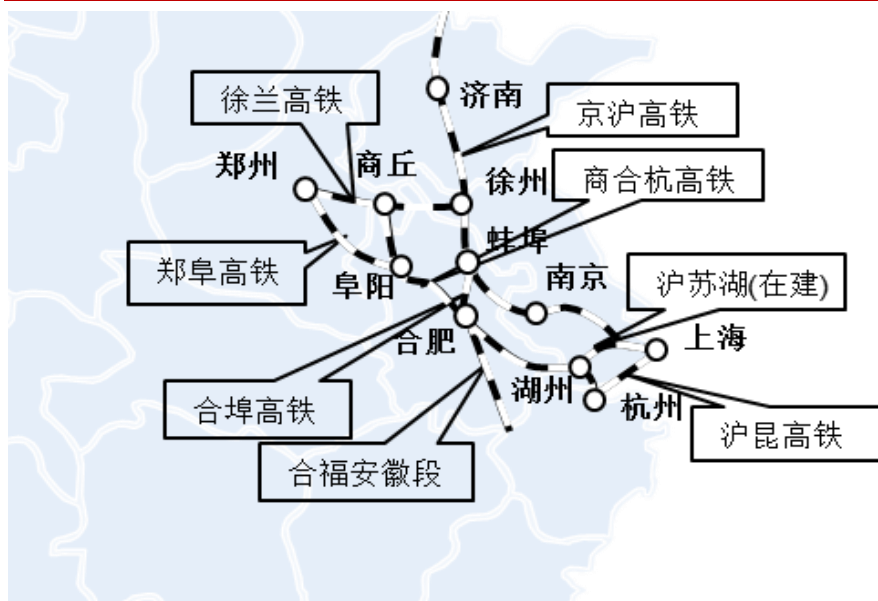 济南
徐兰高铁
京沪高铁
郑州
商丘
徐州
商合杭高铁
蚌埠
郑阜高铁
阜阳
南京
沪苏湖(在建)
合肥
上海
湖州
杭州
合埠高铁
沪昆高铁
合福安徽段